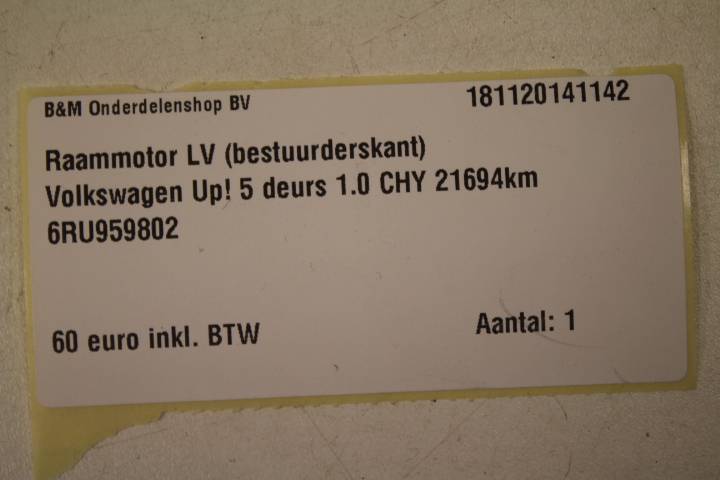 B&M Onderdelenshop BV 181120141142
Raammotor LV (bestuurderskant)
Volkswagen Up! 5 deurs 1.0 CHY 21694km
6RU959802
60 euro inkl. BTW Aantal: 1